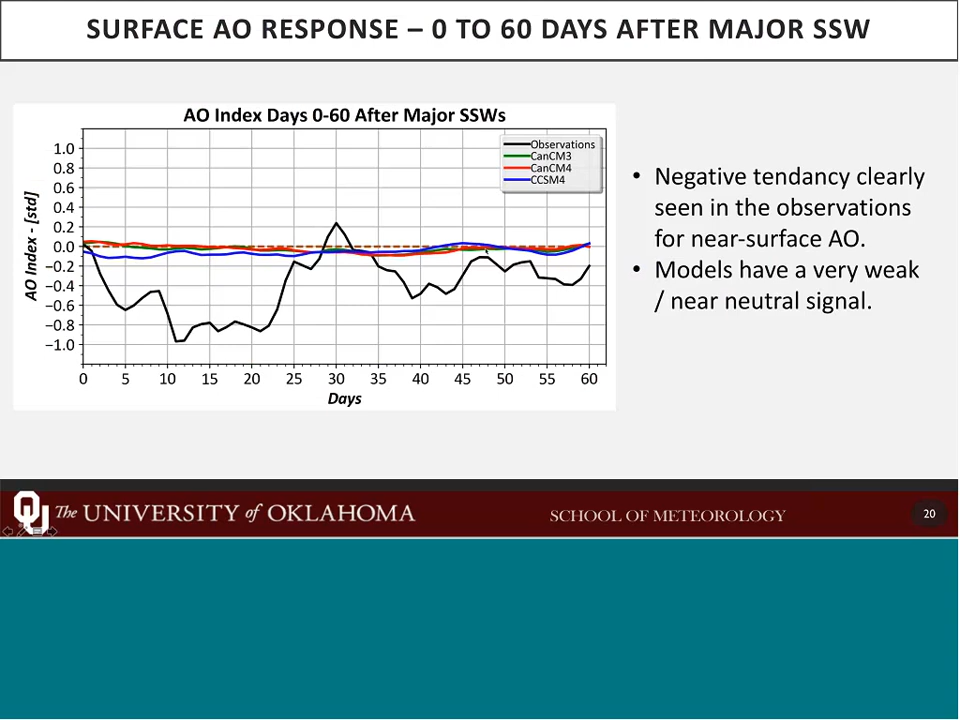 SURFACE AO RESPONSE – 0 TO 60 DAYS AFTER MAJOR SSW
AO Index Days 0-60 After Major SSWs
AO Index - [std]
1.0
0.8
0.6
0.4
0.2
0.0
−0.2
−0.4
−0.6
−0.8
−1.0
Observations
CanCM3
CanCM4
CCSM4
0 5 10 15 20 25 30 35 40 45 50 55 60
Days
• Negative tendancy clearly
seen in the observations
for near-surface AO.
• Models have a very weak
/ near neutral signal.
The UNIVERSITY of OKLAHOMA
SCHOOL OF METEOROLOGY
20